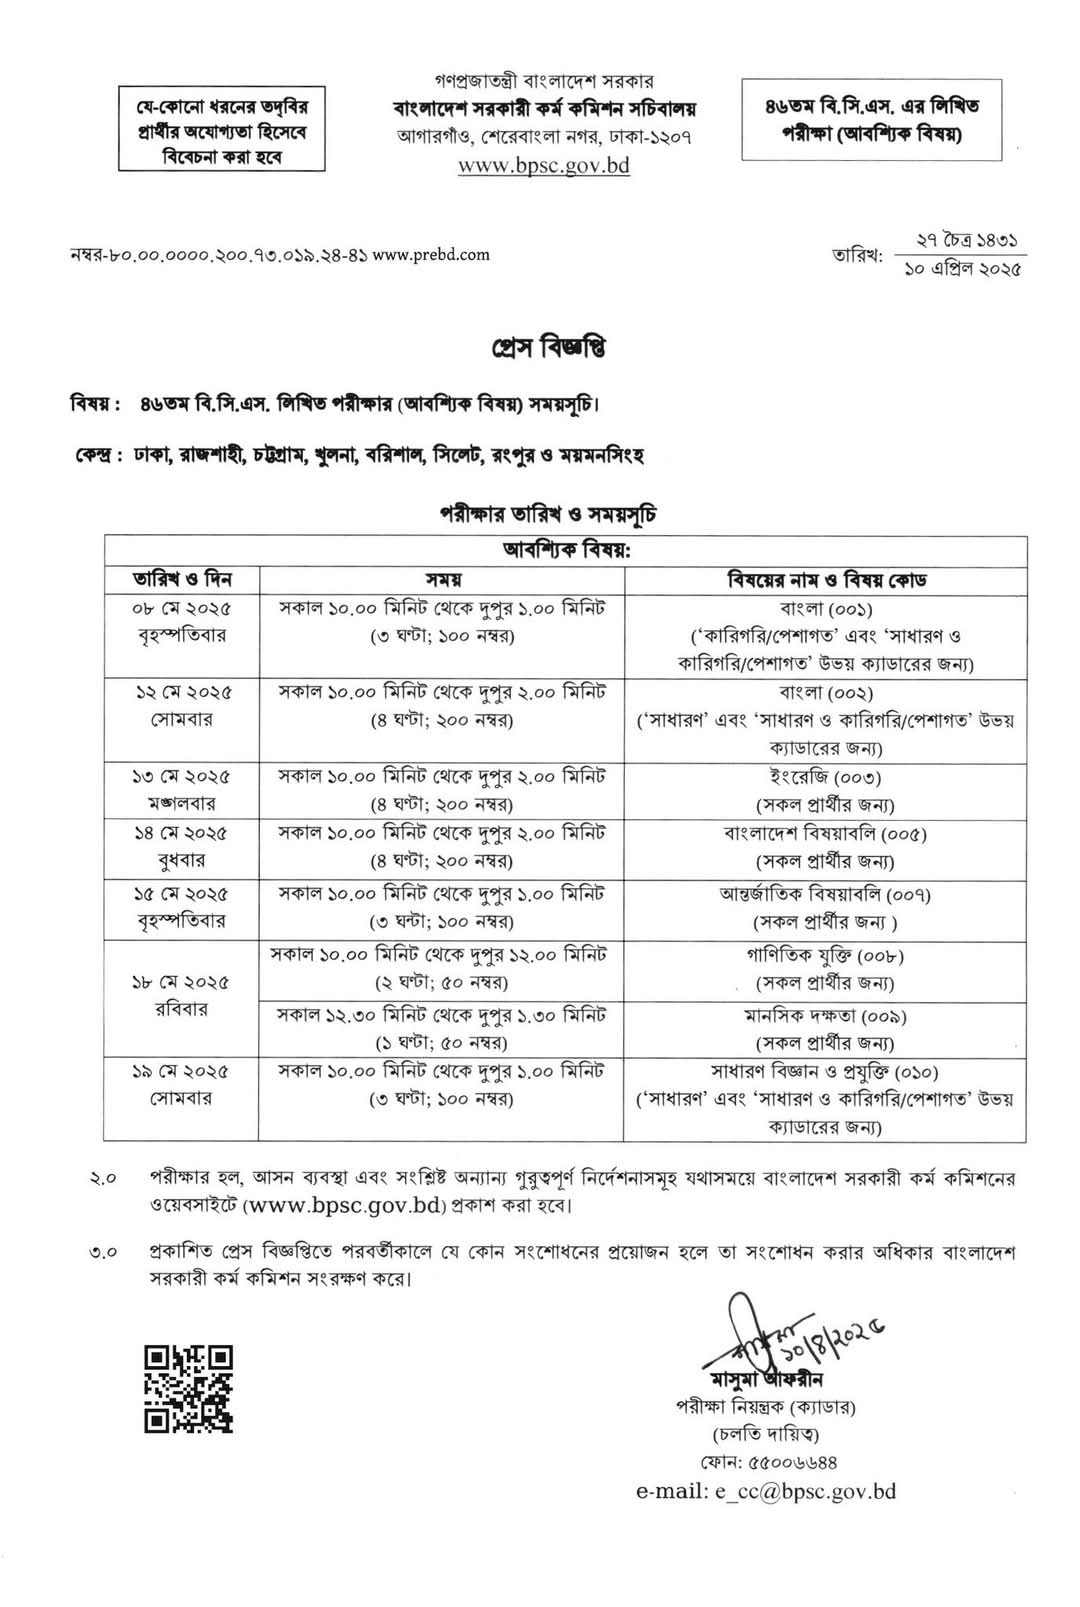 যে-কোনো ধরনের তদ্‌বির
প্রার্থীর অযোগ্যতা হিসেবে
বিবেচনা করা হবে
গণপ্রজাতন্ত্রী বাংলাদেশ সরকার
বাংলাদেশ সরকারী কর্ম কমিশন সচিবালয়
আগারগাঁও, শেরেবাংলা নগর, ঢাকা-১২০৭
www.bpsc.gov.bd
৪৬তম বি.সি.এস. এর লিখিত
পরীক্ষা (আবশ্যিক বিষয়)
নম্বর-৮০.০০.০০০০.২০০.৭৩.০১৯.২৪-৪১ www.prebd.com
তারিখ:
২৭ চৈত্র ১৪৩১
১০ এপ্রিল ২০২৫
প্রেস বিজ্ঞপ্তি
বিষয় : ৪৬তম বি.সি.এস. লিখিত পরীক্ষার (আবশ্যিক বিষয়) সময়সূচি।
কেন্দ্র : ঢাকা, রাজশাহী, চট্টগ্রাম, খুলনা, বরিশাল, সিলেট, রংপুর ও ময়মনসিংহ
পরীক্ষার তারিখ ও সময়সূচি
আবশ্যিক বিষয়:
তারিখ ও দিন সময় বিষয়ের নাম ও বিষয় কোড
০৮ মে ২০২৫ সকাল ১০.০০ মিনিট থেকে দুপুর ১.০০ মিনিট বাংলা (০০১)
বৃহস্পতিবার (৩ ঘণ্টা; ১০০ নম্বর) (‘কারিগরি/পেশাগত’ এবং ‘সাধারণ ও
কারিগরি/পেশাগত’ উভয় ক্যাডারের জন্য)
১২ মে ২০২৫ সকাল ১০.০০ মিনিট থেকে দুপুর ২.০০ মিনিট বাংলা (০০২)
সোমবার (৪ ঘণ্টা; ২০০ নম্বর) (‘সাধারণ’ এবং ‘সাধারণ ও কারিগরি/পেশাগত’ উভয়
ক্যাডারের জন্য)
১৩ মে ২০২৫ সকাল ১০.০০ মিনিট থেকে দুপুর ২.০০ মিনিট ইংরেজি (০০৩)
মঙ্গলবার (৪ ঘণ্টা; ২০০ নম্বর) (সকল প্রার্থীর জন্য)
১৪ মে ২০২৫ সকাল ১০.০০ মিনিট থেকে দুপুর ২.০০ মিনিট বাংলাদেশ বিষয়াবলি (০০৫)
বুধবার (৪ ঘণ্টা; ২০০ নম্বর) (সকল প্রার্থীর জন্য)
১৫ মে ২০২৫ সকাল ১০.০০ মিনিট থেকে দুপুর ১.০০ মিনিট আন্তর্জাতিক বিষয়াবলি (০০৭)
বৃহস্পতিবার (৩ ঘন্টা; ১০০ নম্বর) (সকল প্রার্থীর জন্য )
১৮ মে ২০২৫
রবিবার
সকাল ১০.০০ মিনিট থেকে দুপুর ১২.০০ মিনিট গাণিতিক যুক্তি (০০৮)
(২ ঘণ্টা; ৫০ নম্বর) (সকল প্রার্থীর জন্য)
সকাল ১২.৩০ মিনিট থেকে দুপুর ১.৩০ মিনিট মানসিক দক্ষতা (০০৯)
(১ ঘণ্টা; ৫০ নম্বর) (সকল প্রার্থীর জন্য)
১৯ মে ২০২৫ সকাল ১০.০০ মিনিট থেকে দুপুর ১.০০ মিনিট সাধারণ বিজ্ঞান ও প্রযুক্তি (০১০)
সোমবার (৩ ঘণ্টা; ১০০ নম্বর) (‘সাধারণ’ এবং ‘সাধারণ ও কারিগরি/পেশাগত’ উভয়
ক্যাডারের জন্য)
২.০ পরীক্ষার হল, আসন ব্যবস্থা এবং সংশ্লিষ্ট অন্যান্য গুরুত্বপূর্ণ নির্দেশনাসমূহ যথাসময়ে বাংলাদেশ সরকারী কর্ম কমিশনের
ওয়েবসাইটে (www.bpsc.gov.bd) প্রকাশ করা হবে।
৩.০ প্রকাশিত প্রেস বিজ্ঞপ্তিতে পরবর্তীকালে যে কোন সংশোধনের প্রয়োজন হলে তা সংশোধন করার অধিকার বাংলাদেশ
সরকারী কর্ম কমিশন সংরক্ষণ করে।
১০/৪/২০২৫
মাসুমা আফরীন
পরীক্ষা নিয়ন্ত্রক (ক্যাডার)
(চলতি দায়িত্ব)
ফোন: ৫৫০০৬৬৪৪
e-mail: e_cc@bpsc.gov.bd